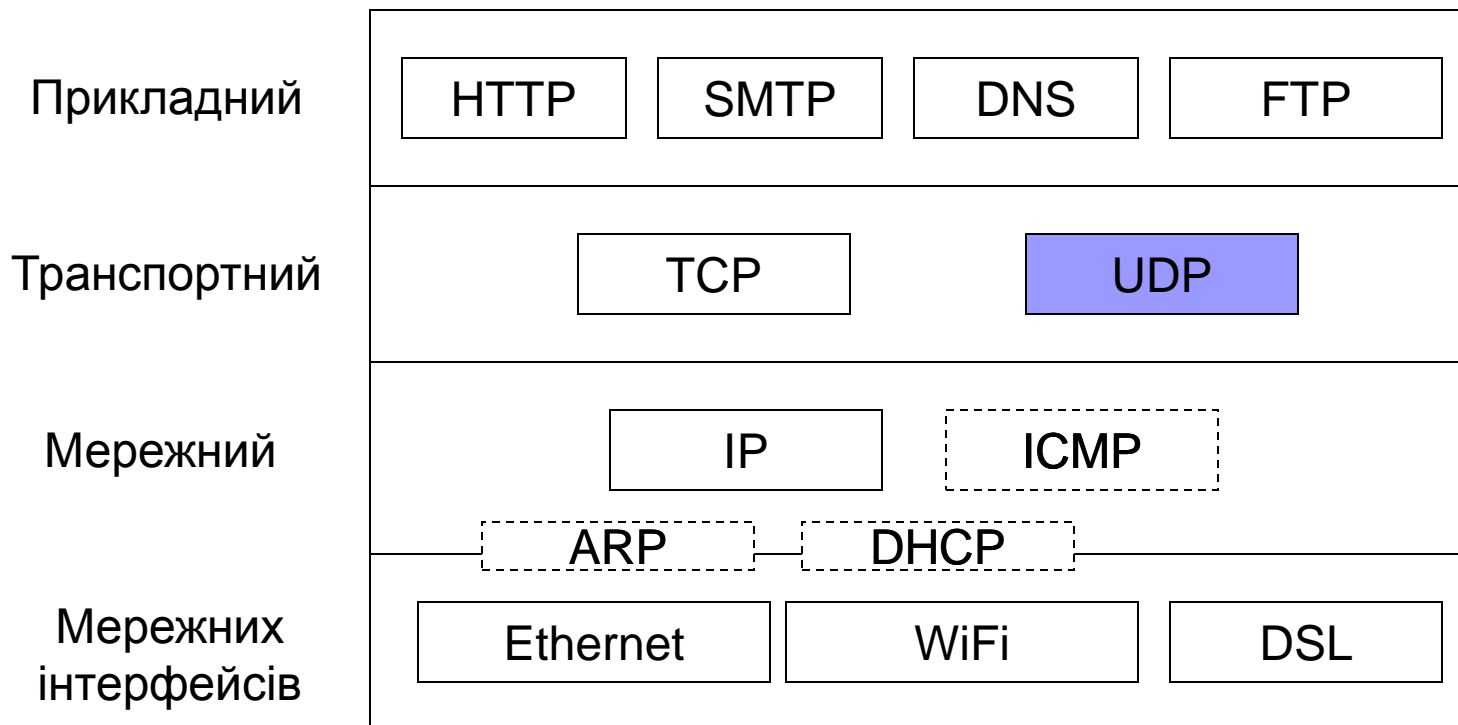 Прикладний
HTTP SMTP DNS FTP
Транспортний
TCP UDP
Мережний
IP ICMP
ARP DHCP
Мережних
інтерфейсів
Ethernet WiFi DSL